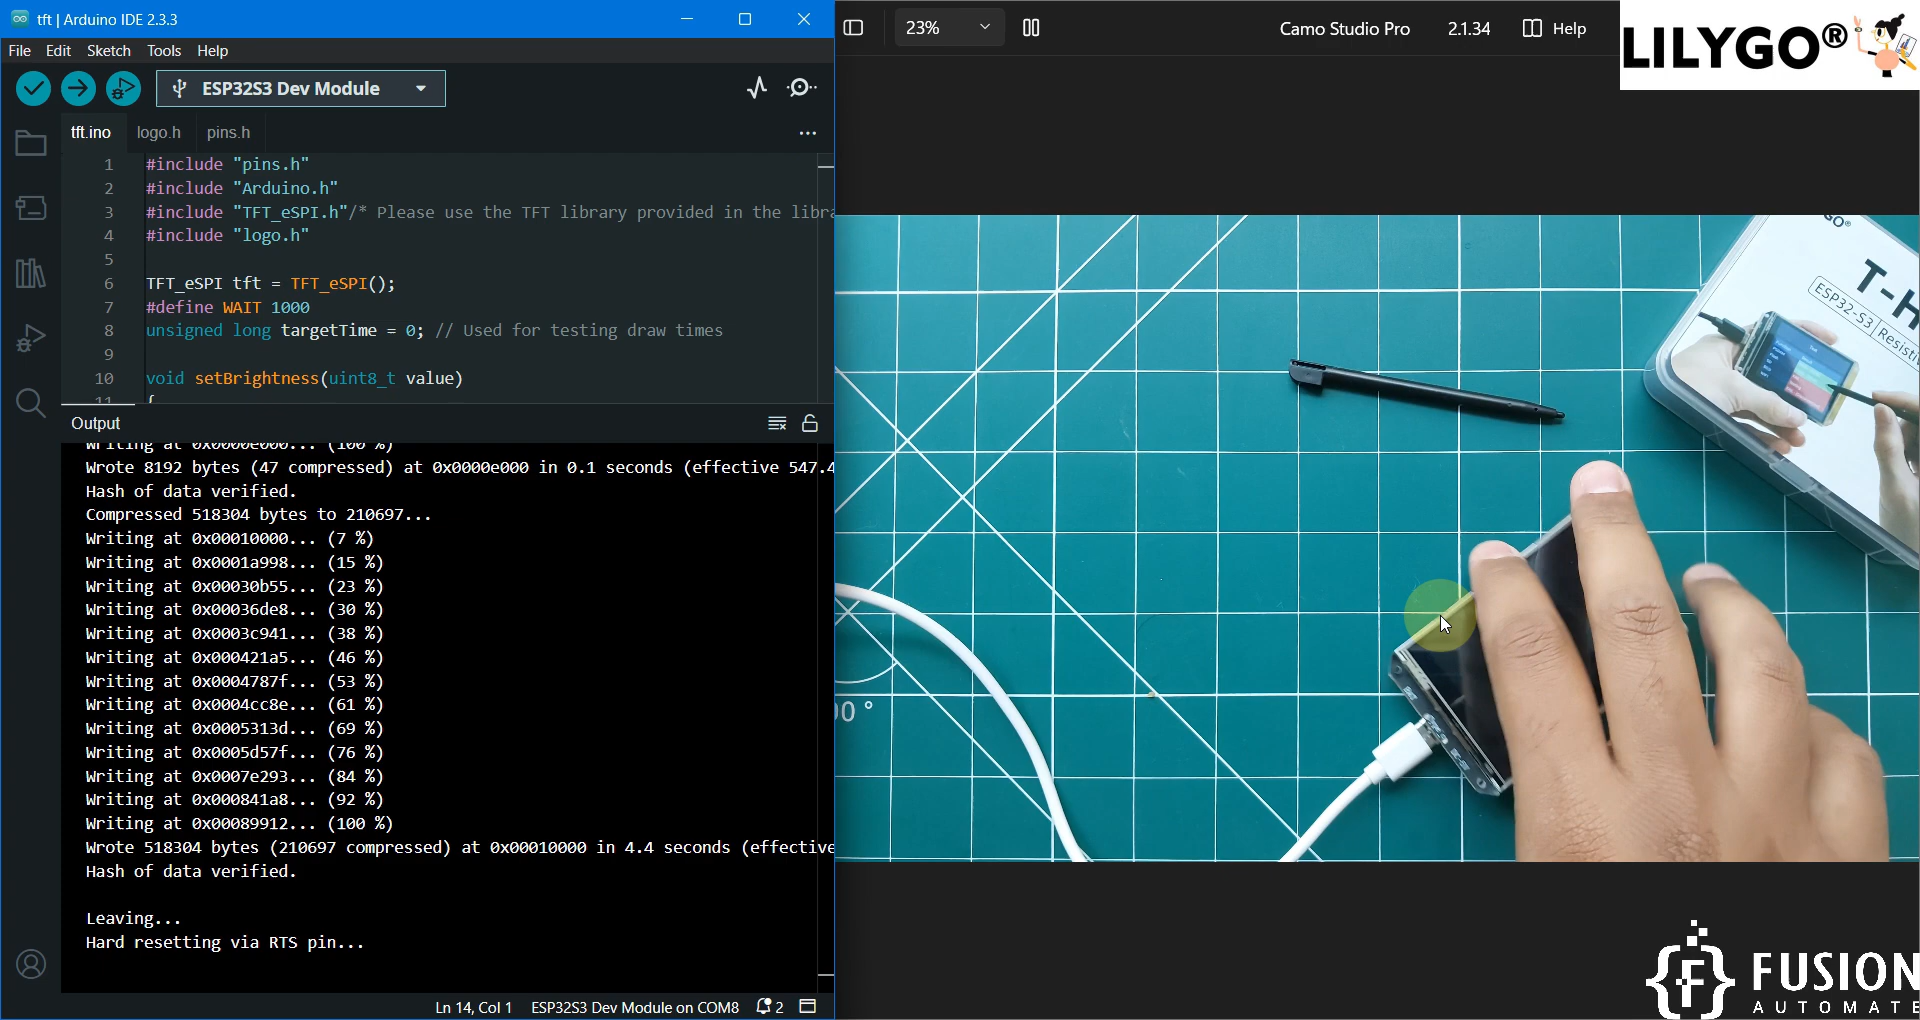 tft | Arduino IDE 2.3.3
File Edit Sketch Tools Help
ESP32S3 Dev Module
tft.ino logo.h pins.h
1 #include "pins.h"
2 #include "Arduino.h"
3 #include "TFT_eSPI.h"/* Please use the TFT library provided in the libra
4 #include "logo.h"
5
6 TFT_eSPI tft = TFT_eSPI();
7 #define WAIT 1000
8 unsigned long targetTime = 0; // Used for testing draw times
9
10 void setBrightness(uint8_t value)
11 {
Output
Writing at 0x0000e000... (100 %)
Wrote 8192 bytes (47 compressed) at 0x0000e000 in 0.1 seconds (effective 547.4
Hash of data verified.
Compressed 518304 bytes to 210697...
Writing at 0x00010000... (7 %)
Writing at 0x0001a998... (15 %)
Writing at 0x00030b55... (23 %)
Writing at 0x00036de8... (30 %)
Writing at 0x0003c941... (38 %)
Writing at 0x000421a5... (46 %)
Writing at 0x0004787f... (53 %)
Writing at 0x0004cc8e... (61 %)
Writing at 0x0005313d... (69 %)
Writing at 0x0005d57f... (76 %)
Writing at 0x0007e293... (84 %)
Writing at 0x000841a8... (92 %)
Writing at 0x00089912... (100 %)
Wrote 518304 bytes (210697 compressed) at 0x00010000 in 4.4 seconds (effective
Hash of data verified.
Leaving...
Hard resetting via RTS pin...
Ln 14, Col 1 ESP32S3 Dev Module on COM8 2
23% Camo Studio Pro 2.1.34 Help
LILYGO®
GO®
T-H
ESP32-S3 | Resisti
00°
FUSION
AUTOMATE